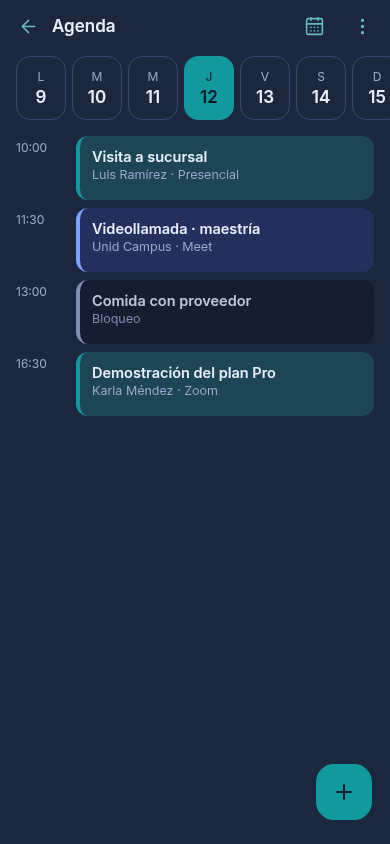 Agenda
L M M J V S D
9 10 11 12 13 14 15
10:00
Visita a sucursal
Luis Ramírez · Presencial
11:30
Videollamada · maestría
Unid Campus · Meet
13:00
Comida con proveedor
Bloqueo
16:30
Demostración del plan Pro
Karla Méndez · Zoom